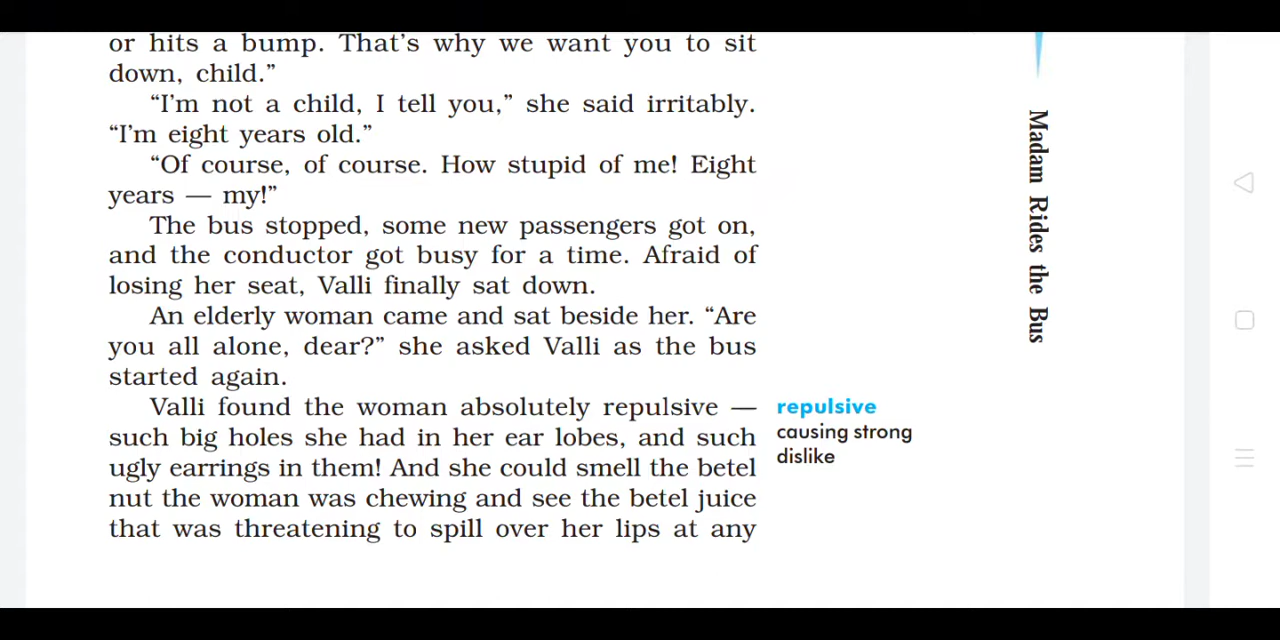 or hits a bump. That’s why we want you to sit
down, child.”
“I’m not a child, I tell you,” she said irritably.
“I’m eight years old.”
“Of course, of course. How stupid of me! Eight
years — my!”
The bus stopped, some new passengers got on,
and the conductor got busy for a time. Afraid of
losing her seat, Valli finally sat down.
An elderly woman came and sat beside her. “Are
you all alone, dear?” she asked Valli as the bus
started again.
Valli found the woman absolutely repulsive —
such big holes she had in her ear lobes, and such
ugly earrings in them! And she could smell the betel
nut the woman was chewing and see the betel juice
that was threatening to spill over her lips at any
repulsive
causing strong
dislike
Madam Rides the Bus